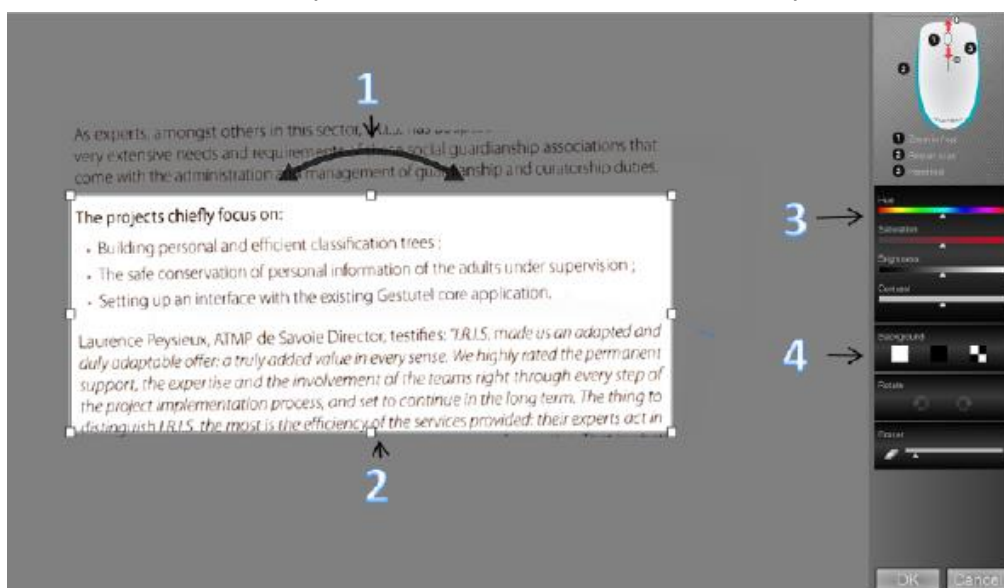 1
As experts, amongst others in this sector,
very extensive needs and requirements of these social guardianship associations that
come with the administration and management of guardianship and curatorship duties.
The projects chiefly focus on:
- Building personal and efficient classification trees ;
- The safe conservation of personal information of the adults under supervision ;
- Setting up an interface with the existing Gestutel core application.
Laurence Peysieux, ATMP de Savoie Director, testifies: "I.R.I.S. made us an adapted and
duly adaptable offer: a truly added value in every sense. We highly rated the permanent
support, the expertise and the involvement of the teams right through every step of
the project implementation process, and set to continue in the long term. The thing to
distinguish I.R.I.S. the most is the efficiency of the services provided: their experts act in
2
3
4
1
3
2
1
2
3
Hue
Saturation
Brightness
Contrast
Background
Rotate
Eraser
OK Cancel